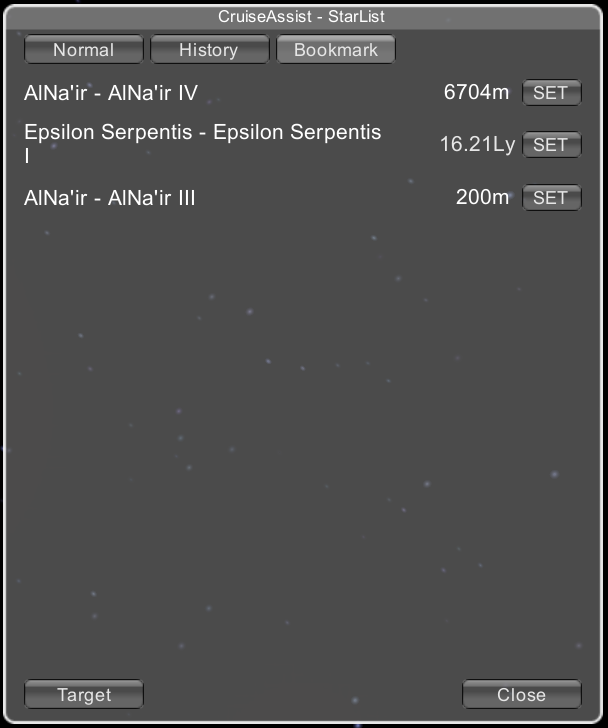 CruiseAssist - StarList
Normal History Bookmark
AlNa'ir - AlNa'ir IV 6704m SET
Epsilon Serpentis - Epsilon Serpentis
I 16.21Ly SET
AlNa'ir - AlNa'ir III 200m SET
Target Close